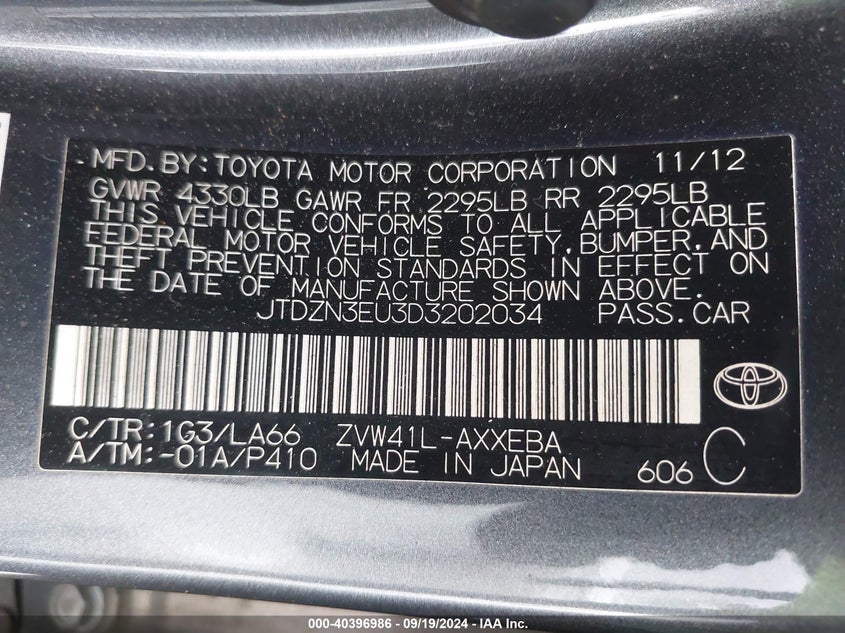 MFD.BY:TOYOTA MOTOR CORPORATION 11/12
GVWR 4330LB GAWR FR 2295LB RR 2295LB
THIS VEHICLE CONFORMS TO ALL APPLICABLE
FEDERAL MOTOR VEHICLE SAFETY,BUMPER,AND
THEFT PREVENTION STANDARDS IN EFFECT ON
THE DATE OF MANUFACTURE SHOWN ABOVE.
JTDZN3EU3D3202034 PASS.CAR
C/TR:1G3/LA66 ZVW41L-AXXEBA
A/TM:-01A/P410 MADE IN JAPAN 606 C
000-40396986 - 09/19/2024 - IAA Inc.